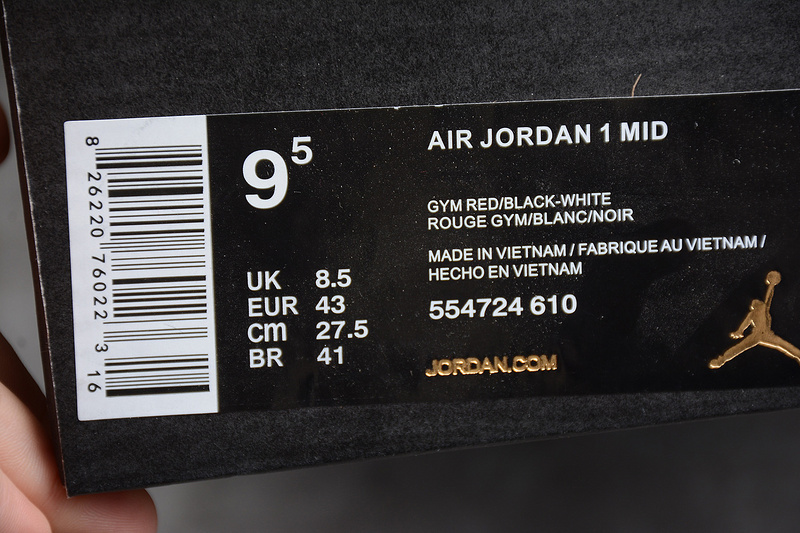 8 26220 76022 3 16
9 5
UK 8.5
EUR 43
cm 27.5
BR 41
AIR JORDAN 1 MID
GYM RED/BLACK-WHITE
ROUGE GYM/BLANC/NOIR
MADE IN VIETNAM / FABRIQUE AU VIETNAM /
HECHO EN VIETNAM
554724 610
JORDAN.COM